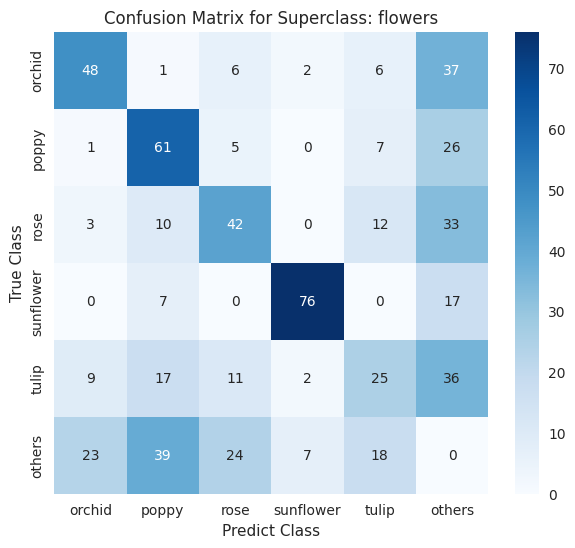 Confusion Matrix for Superclass: flowers
True Class
orchid 48 1 6 2 6 37
poppy 1 61 5 0 7 26
rose 3 10 42 0 12 33
sunflower 0 7 0 76 0 17
tulip 9 17 11 2 25 36
others 23 39 24 7 18 0
orchid poppy rose sunflower tulip others
Predict Class
70
60
50
40
30
20
10
0